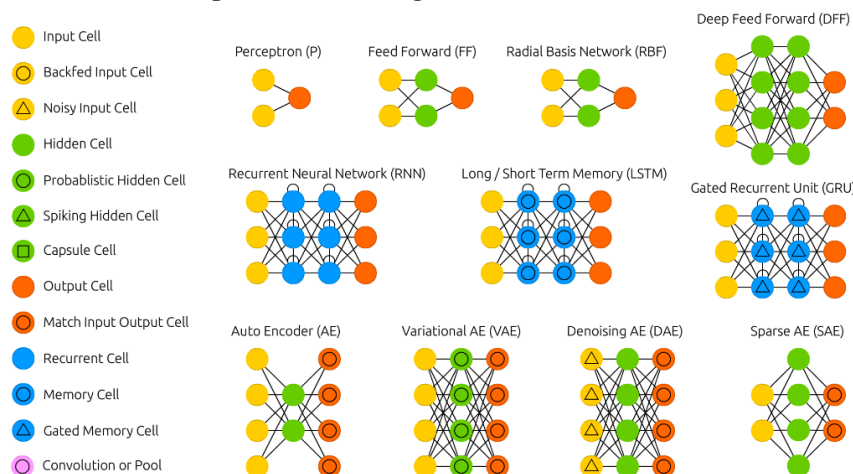 Deep Feed Forward (DFF)
Input Cell
Perceptron (P)
Feed Forward (FF)
Radial Basis Network (RBF)
Backfed Input Cell
Noisy Input Cell
Hidden Cell
Probablistic Hidden Cell
Recurrent Neural Network (RNN)
Long / Short Term Memory (LSTM)
Gated Recurrent Unit (GRU)
Spiking Hidden Cell
Capsule Cell
Output Cell
Match Input Output Cell
Auto Encoder (AE)
Variational AE (VAE)
Denoising AE (DAE)
Sparse AE (SAE)
Recurrent Cell
Memory Cell
Gated Memory Cell
Convolution or Pool